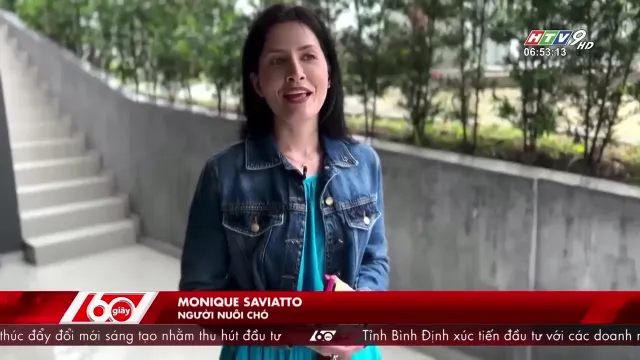 HTV9 HD
06:53:13
60 giây
MONIQUE SAVIATTO
NGƯỜI NUÔI CHÓ
thúc đẩy đổi mới sáng tạo nhằm thu hút đầu tư 60 giây Tỉnh Bình Định xúc tiến đầu tư với các doanh n